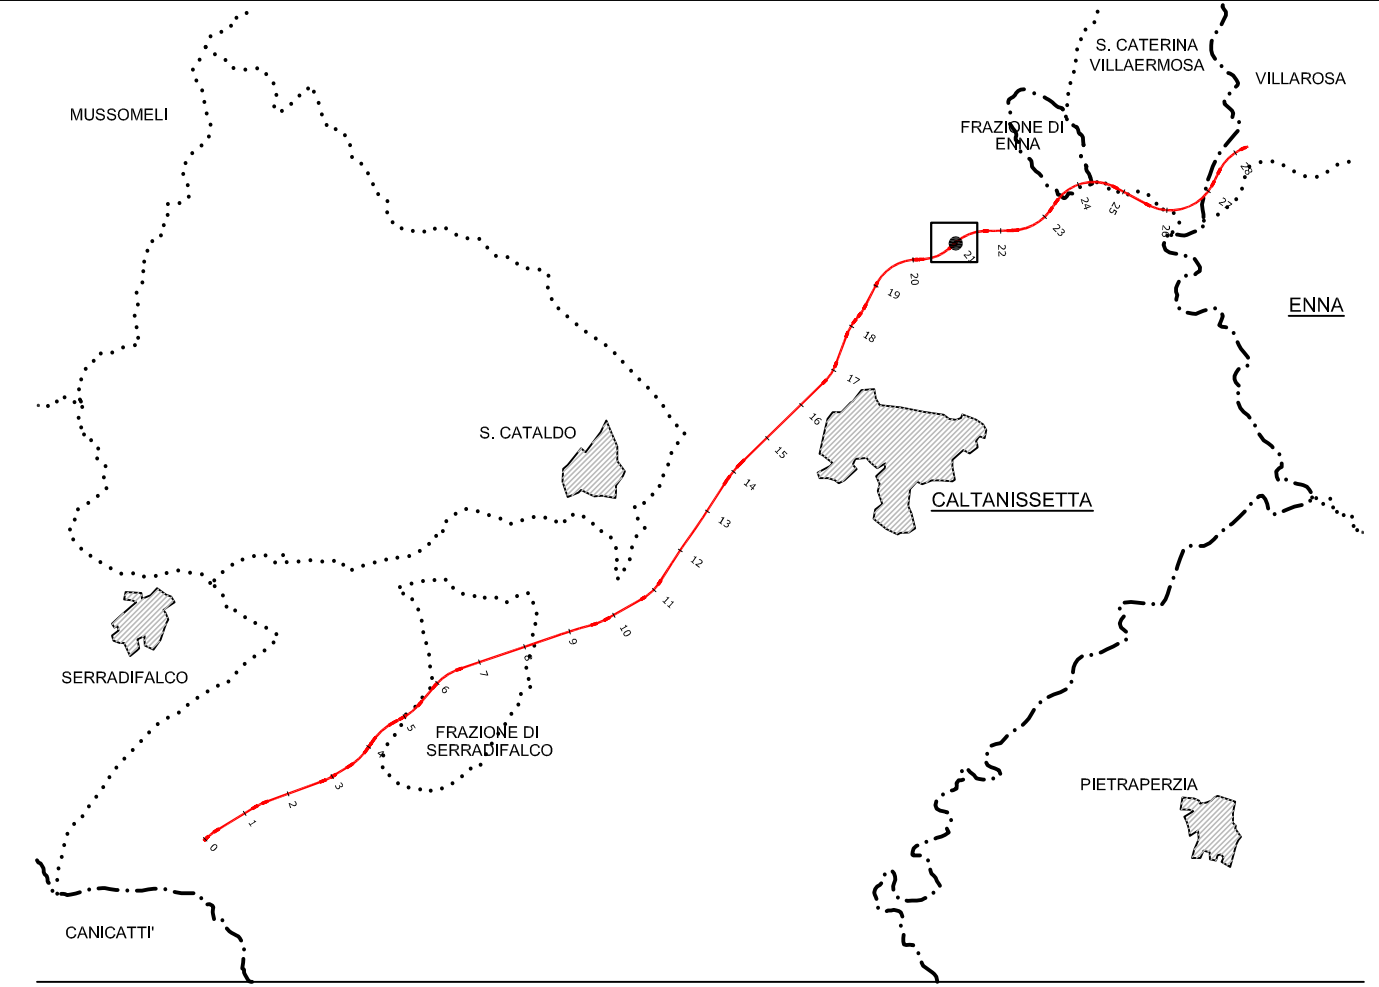 S. CATERINA
VILLAERMOSA
VILLAROSA
MUSSOMELI
FRAZIONE DI
ENNA
28
27
26
25
24
23
22
21
20
19
18
17
16
15
14
13
12
11
10
9
8
7
6
5
4
3
2
1
0
ENNA
S. CATALDO
CALTANISSETTA
SERRADIFALCO
FRAZIONE DI
SERRADIFALCO
PIETRAPERZIA
CANICATTI'